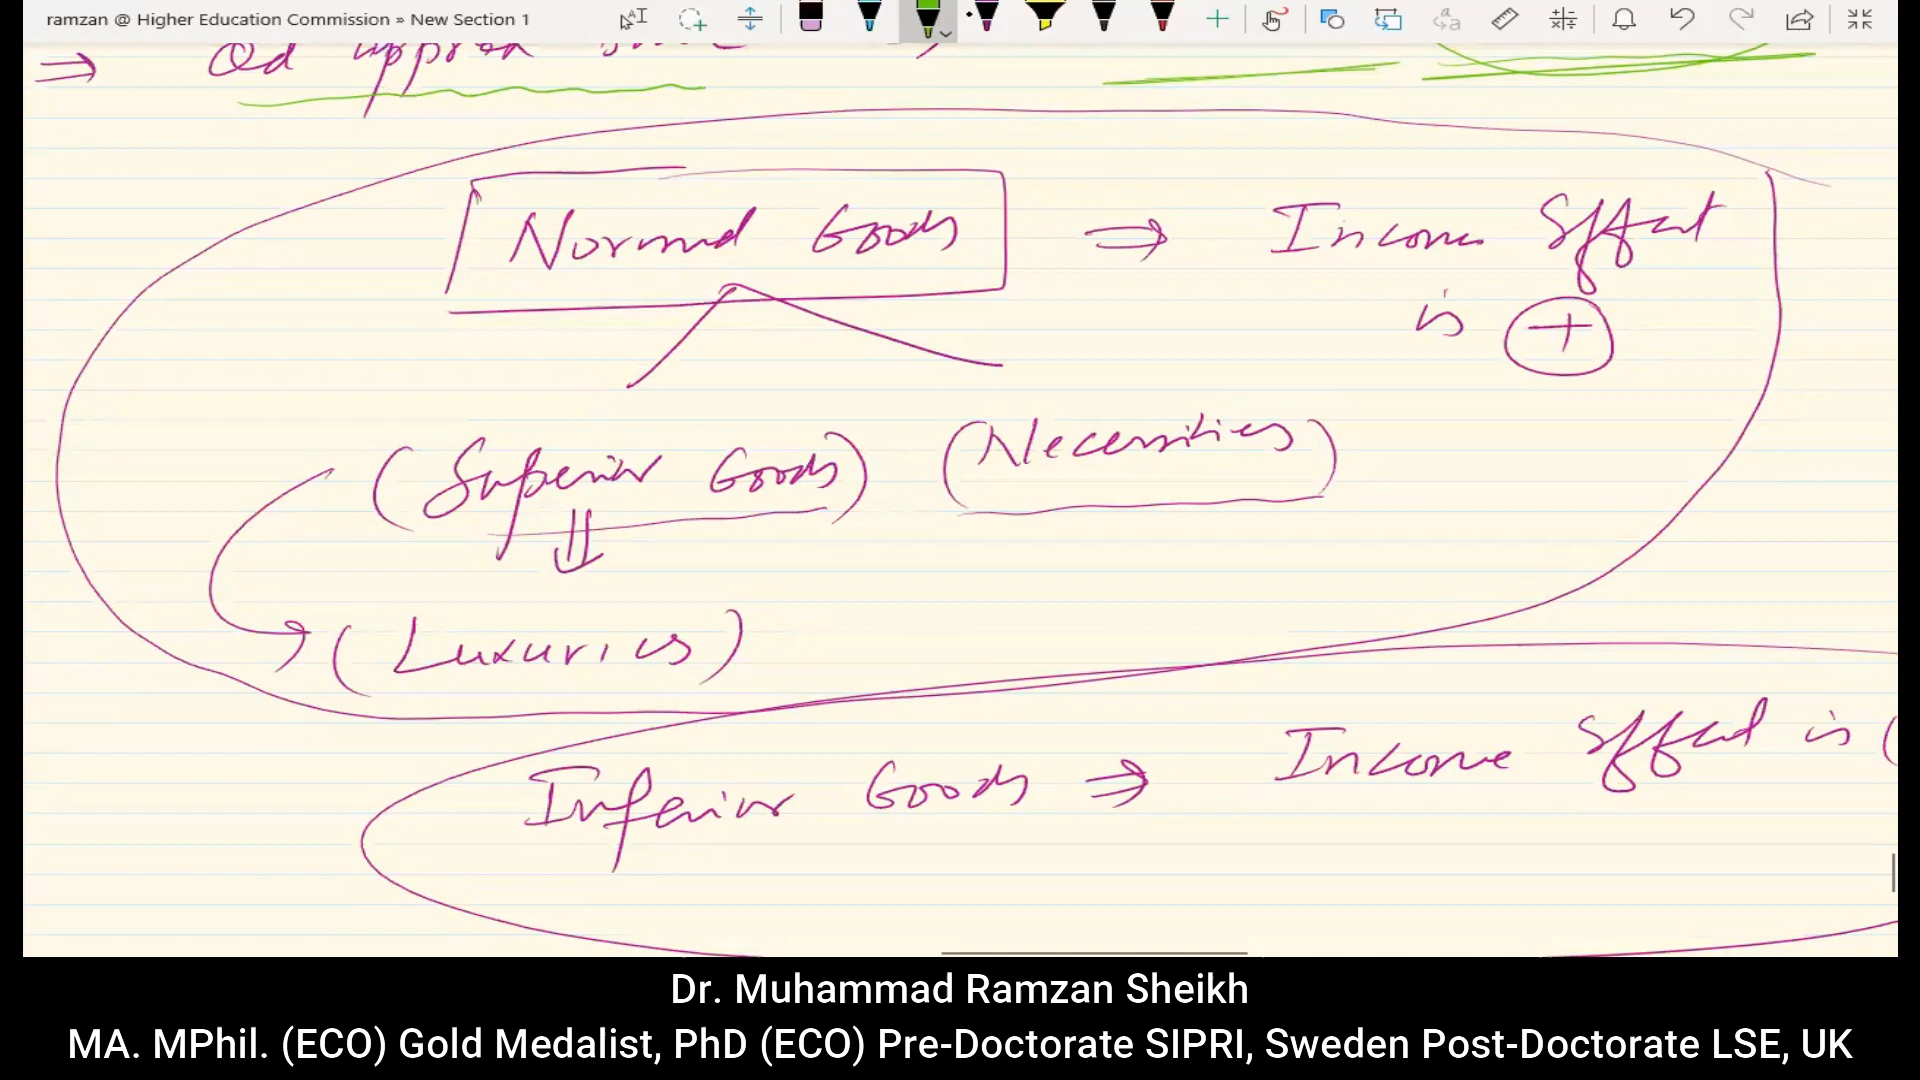 ramzan @ Higher Education Commission » New Section 1
⇒ Old
Normal Goods ⇒ Income Effect
is +
(Superior Goods) (Necessities)
(Luxuries)
Inferior Goods ⇒ Income Effect is (
Dr. Muhammad Ramzan Sheikh
MA. MPhil. (ECO) Gold Medalist, PhD (ECO) Pre-Doctorate SIPRI, Sweden Post-Doctorate LSE, UK